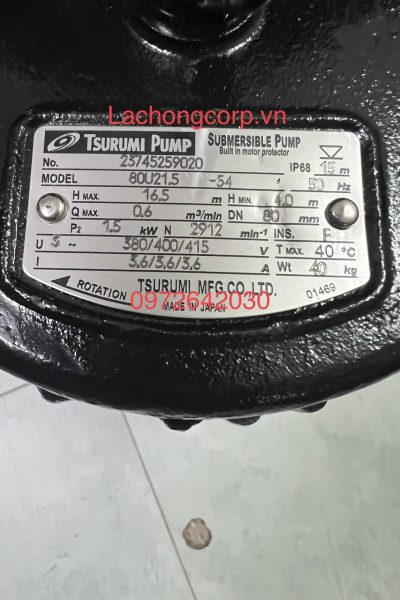 Lachongcorp.vn
TSURUMI PUMP SUBMERSIBLE PUMP
Built in motor protector
No. 23745259020 IP68 15 m
MODEL 80U21.5 -54 50 Hz
H MAX. 16,5 m H MIN. 4,0 m
Q MAX. 0,6 m³/min DN 80 mm
P2 1,5 kW N 2912 min-1 INS. E
U 3 ~ 380/400/415 V T MAX. 40 °C
I 3,6/3,6/3,6 A Wt 40 kg
ROTATION TSURUMI MFG.CO.,LTD. 01469
0972642030
MADE IN JAPAN